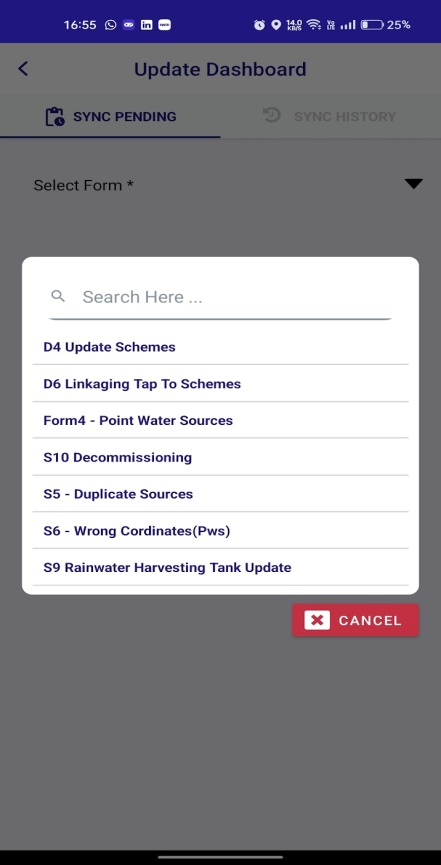 16:55 14.0 KB/S Vo LTE 25%
Update Dashboard
SYNC PENDING SYNC HISTORY
Select Form *
Search Here ...
D4 Update Schemes
D6 Linkaging Tap To Schemes
Form4 - Point Water Sources
S10 Decommissioning
S5 - Duplicate Sources
S6 - Wrong Cordinates(Pws)
S9 Rainwater Harvesting Tank Update
CANCEL